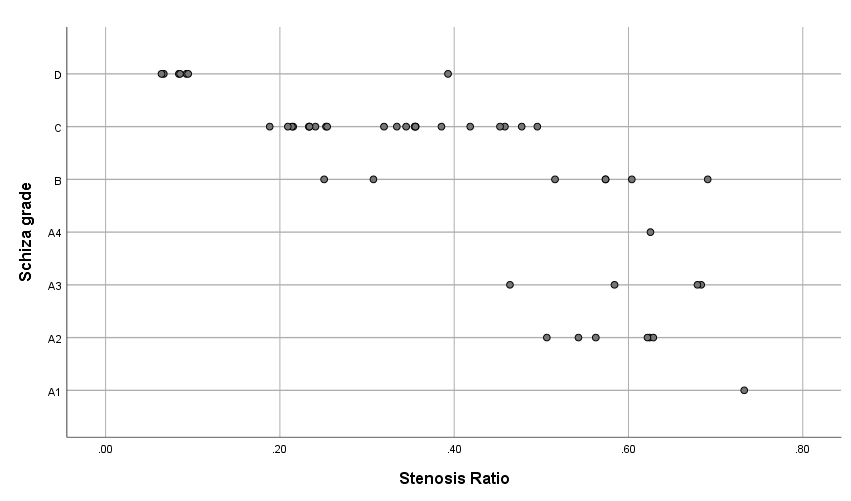 Schiza grade
D
C
B
A4
A3
A2
A1
.00 .20 .40 .60 .80
Stenosis Ratio